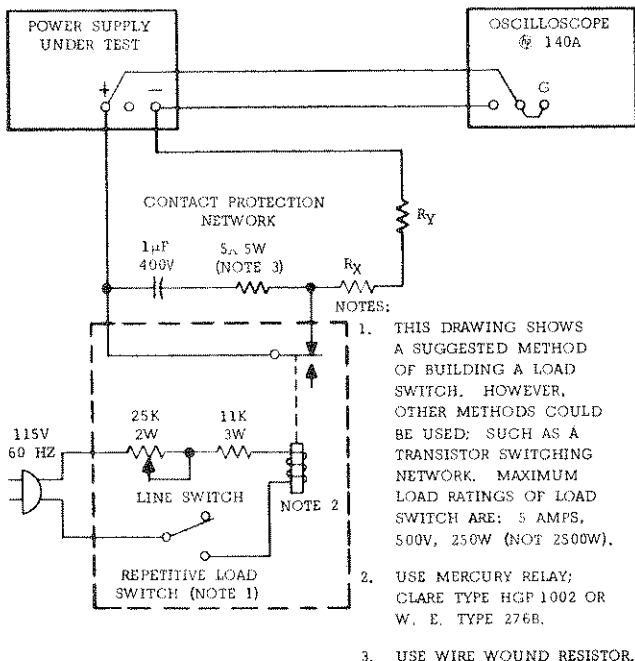 POWER SUPPLY
UNDER TEST
+ −
OSCILLOSCOPE
hp 140A
G
CONTACT PROTECTION
NETWORK
1μF
400V
5Ω 5W
(NOTE 3)
RX
RY
115V
60 HZ
25K
2W
11K
3W
LINE SWITCH
NOTE 2
REPETITIVE LOAD
SWITCH (NOTE 1)
NOTES:
1. THIS DRAWING SHOWS
A SUGGESTED METHOD
OF BUILDING A LOAD
SWITCH. HOWEVER,
OTHER METHODS COULD
BE USED; SUCH AS A
TRANSISTOR SWITCHING
NETWORK. MAXIMUM
LOAD RATINGS OF LOAD
SWITCH ARE: 5 AMPS,
500V, 250W (NOT 2500W).
2. USE MERCURY RELAY;
CLARE TYPE HGP 1002 OR
W. E. TYPE 276B.
3. USE WIRE WOUND RESISTOR.